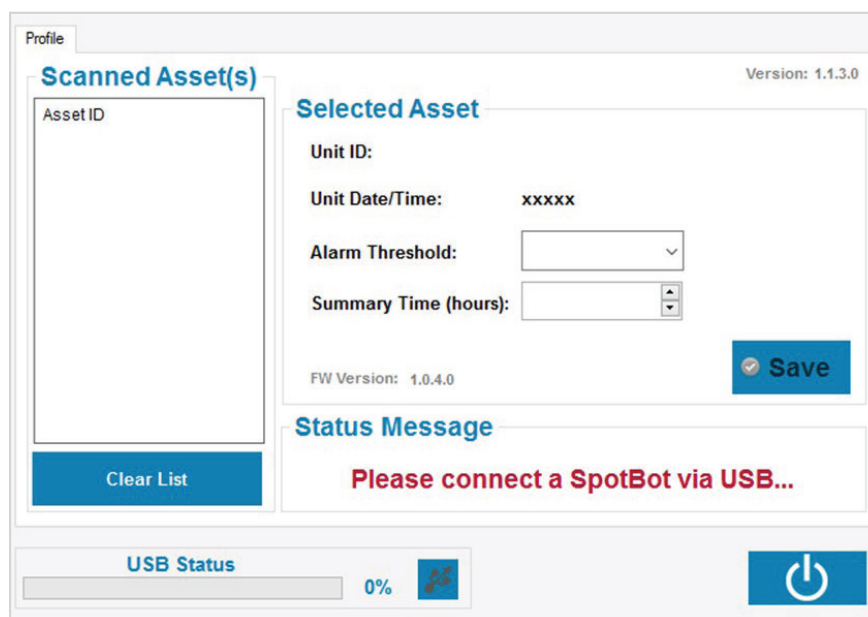 Profile
Scanned Asset(s)
Version: 1.1.3.0
Asset ID
Selected Asset
Unit ID:
Unit Date/Time: xxxxx
Alarm Threshold:
Summary Time (hours):
FW Version: 1.0.4.0
Save
Status Message
Clear List
Please connect a SpotBot via USB...
USB Status
0%